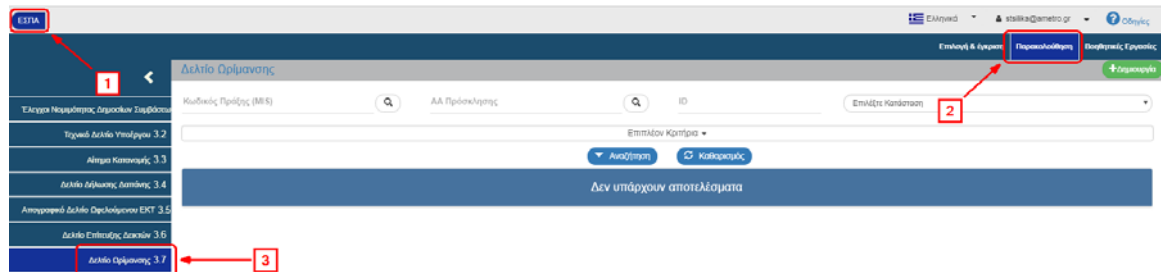 ΕΣΠΑ Ελληνικά stsilika@ametro.gr Οδηγίες
Επιλογή & έγκριση Παρακολούθηση Βοηθητικές Εργασίες
1
Δελτίο Ωρίμανσης +Δημιουργία
2
Κωδικός Πράξης (MIS) ΑΑ Πρόσκλησης ID Επιλέξτε Κατάσταση
Έλεγχοι Νομιμότητας Δημοσίων Συμβάσεων
Τεχνικό Δελτίο Υποέργου 3.2
Επιπλέον Κριτήρια
Αίτημα Κατανομής 3.3
Αναζήτηση Καθαρισμός
Δελτίο Δήλωσης Δαπάνης 3.4
Δεν υπάρχουν αποτελέσματα
Απογραφικό Δελτίο Ωφελούμενου ΕΚΤ 3.5
Δελτίο Επίτευξης Δεικτών 3.6
Δελτίο Ωρίμανσης 3.7
3